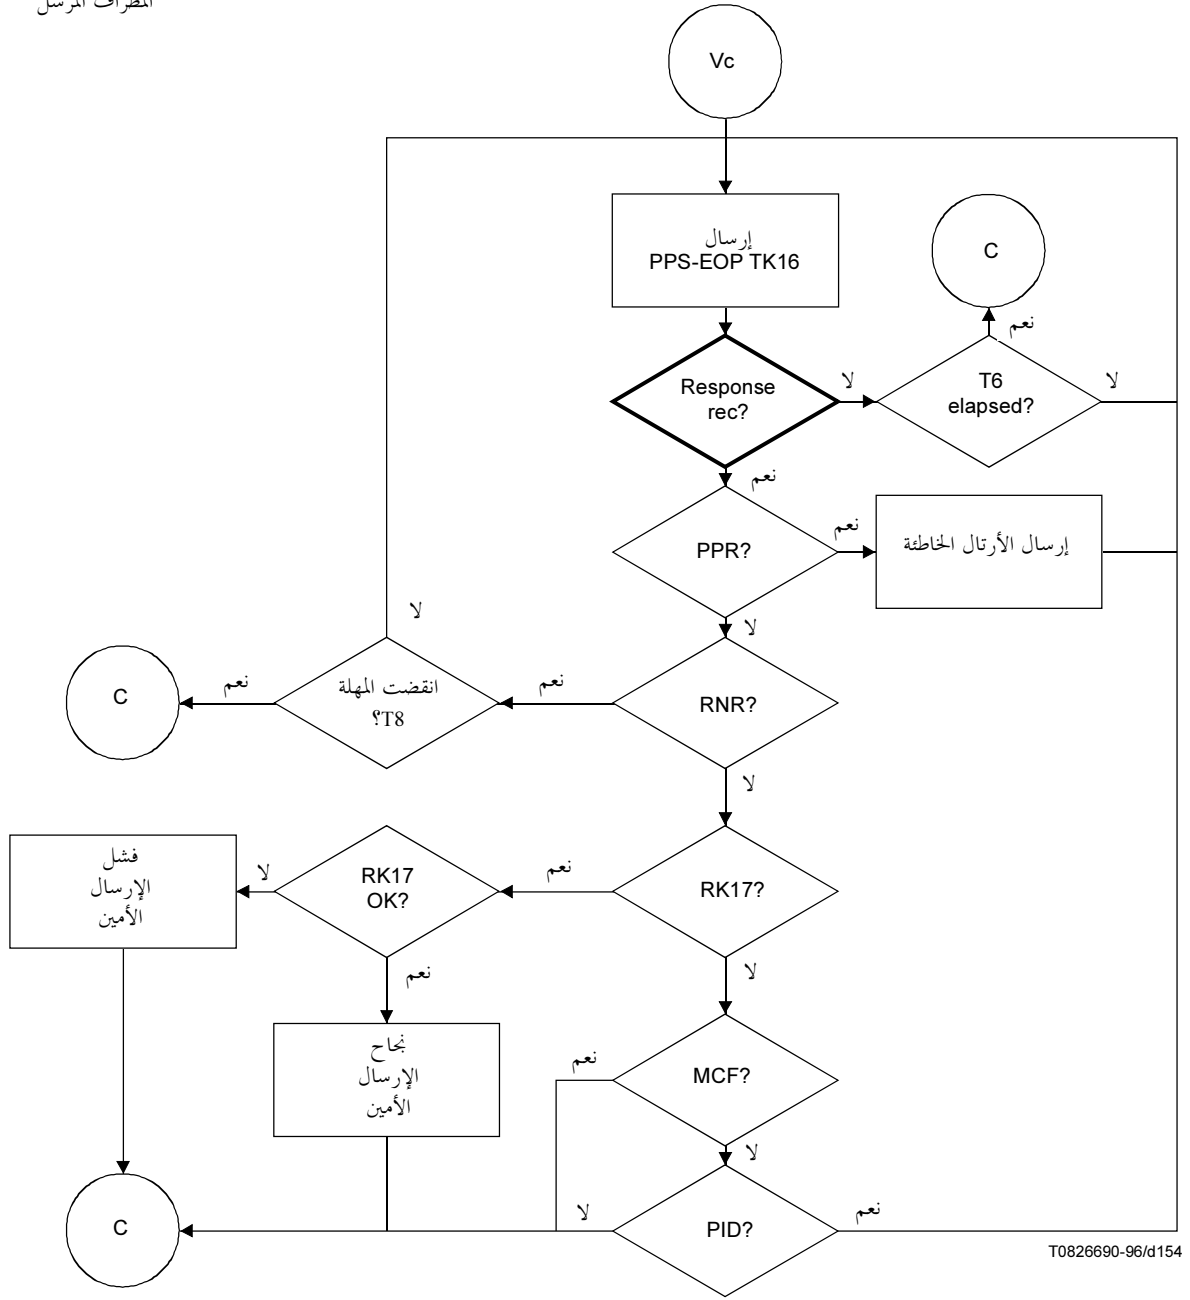 المطراف المرسل
Vc
إرسال
PPS-EOP TK16
C
نعم
Response
rec?
لا
T6
elapsed?
لا
نعم
PPR?
نعم
إرسال الأرتال الخاطئة
لا
لا
C
نعم
انقضت المهلة
T8؟
نعم
RNR?
لا
فشل
الإرسال
الأمين
لا
RK17
OK?
نعم
RK17?
نعم
لا
نجاح
الإرسال
الأمين
نعم
MCF?
لا
C
لا
PID?
نعم
T0826690-96/d154